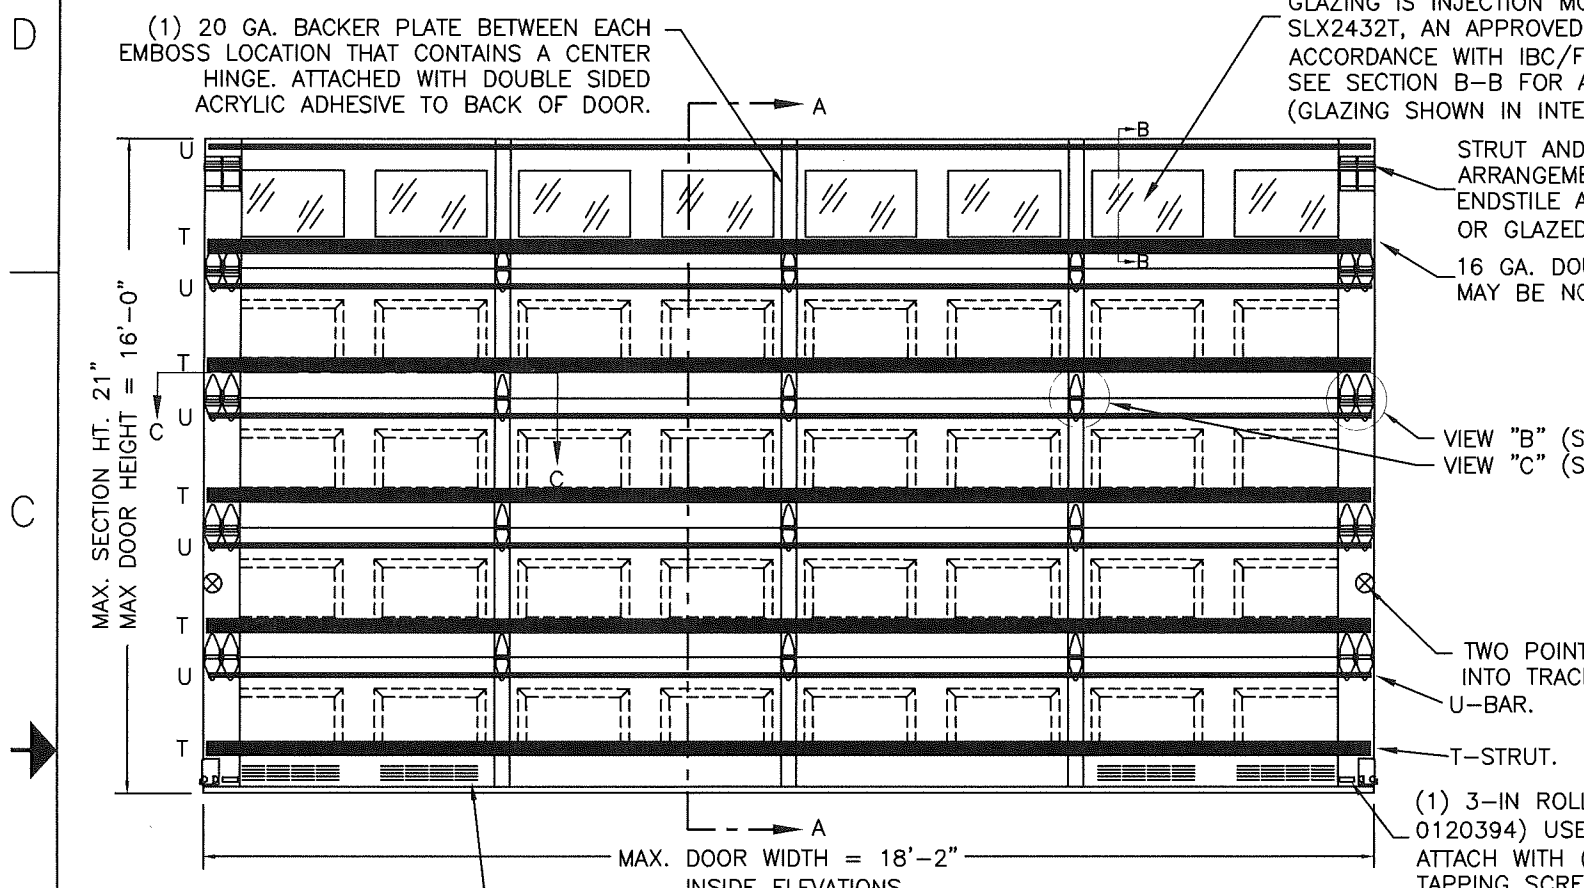 D
(1) 20 GA. BACKER PLATE BETWEEN EACH
EMBOSS LOCATION THAT CONTAINS A CENTER
HINGE. ATTACHED WITH DOUBLE SIDED
ACRYLIC ADHESIVE TO BACK OF DOOR.
GLAZING IS INJECTION MO
SLX2432T, AN APPROVED
ACCORDANCE WITH IBC/F
SEE SECTION B-B FOR A
(GLAZING SHOWN IN INTE
A
B
U
STRUT AND
ARRANGEME
ENDSTILE A
OR GLAZED
T
B
16 GA. DOU
MAY BE NO
U
T
MAX. SECTION HT. 21"
MAX DOOR HEIGHT = 16'-0"
C
U
C
VIEW "B" (S
VIEW "C" (S
T
C
U
T
TWO POINT
INTO TRACK
U
U-BAR.
T
T-STRUT.
(1) 3-IN ROLL
0120394) USE
ATTACH WITH (
TAPPING SCRE
A
MAX. DOOR WIDTH = 18'-2"
INSIDE ELEVATIONS